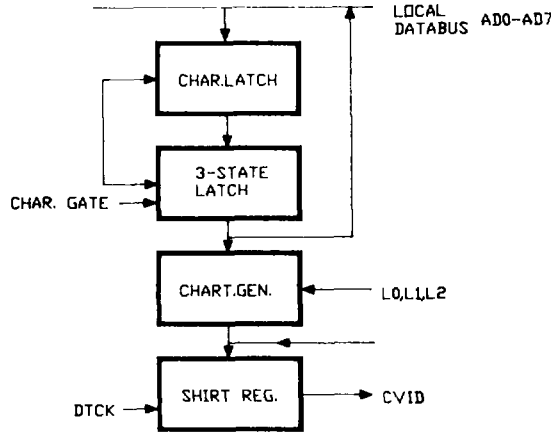 LOCAL
DATABUS AD0-AD7
CHAR.LATCH
3-STATE
LATCH
CHAR. GATE
CHART.GEN.
L0,L1,L2
SHIRT REG.
DTCK
CVID